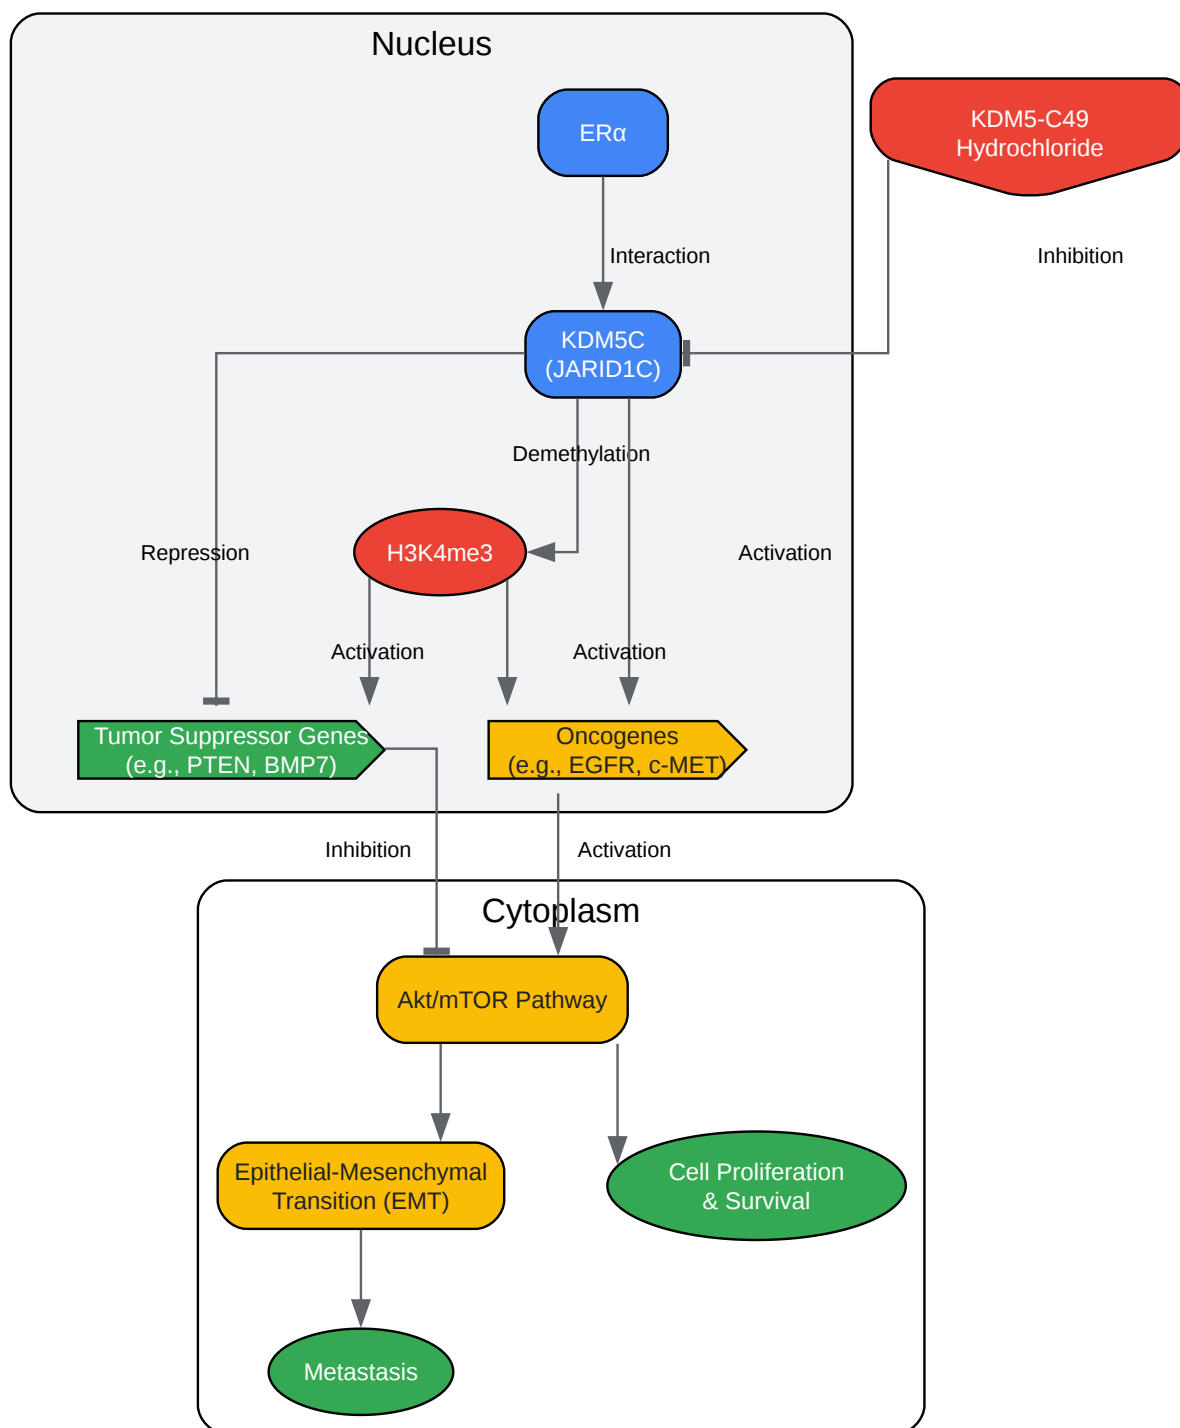 Nucleus
ERα
KDM5-C49
Hydrochloride
Interaction
Inhibition
KDM5C
(JARID1C)
Demethylation
Repression
H3K4me3
Activation
Activation
Activation
Tumor Suppressor Genes
(e.g., PTEN, BMP7)
Oncogenes
(e.g., EGFR, c-MET)
Inhibition
Activation
Cytoplasm
Akt/mTOR Pathway
Epithelial-Mesenchymal
Transition (EMT)
Cell Proliferation
& Survival
Metastasis